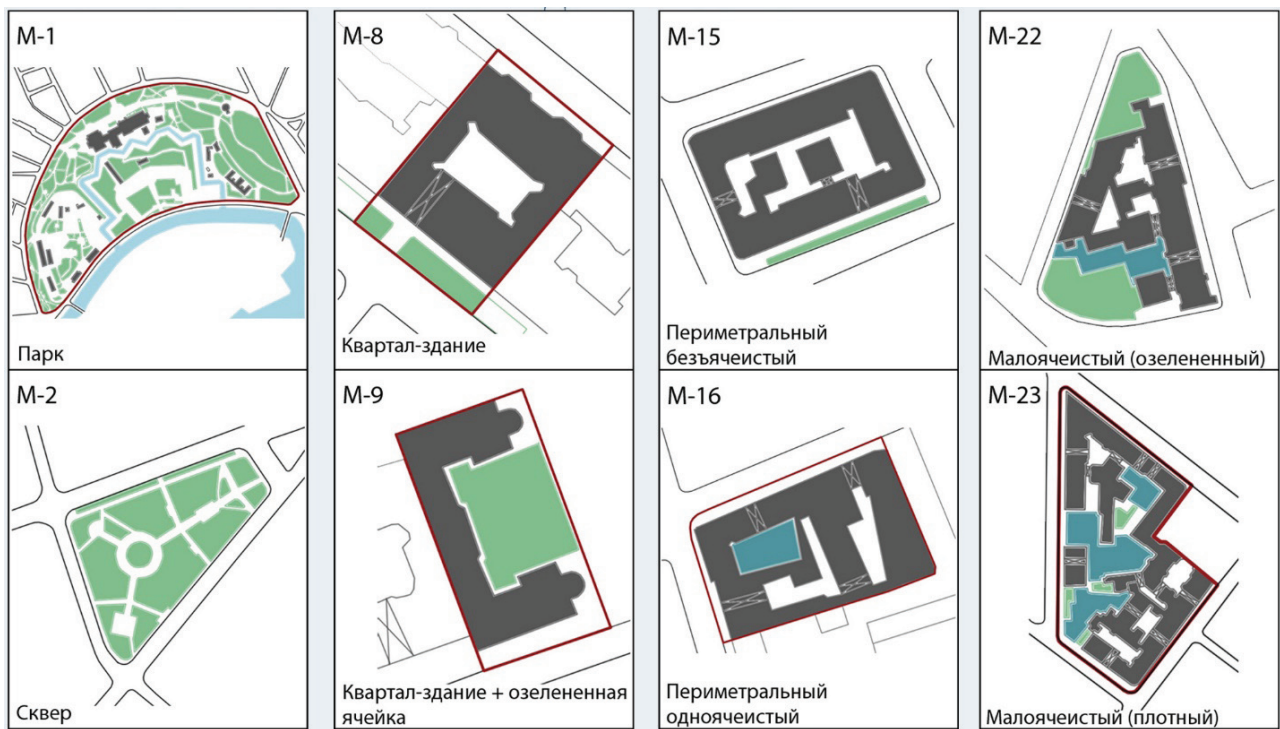 М-1
Парк
М-8
Квартал-здание
М-15
Периметральный
безъячеистый
М-22
Малоячеистый (озелененный)
М-2
Сквер
М-9
Квартал-здание + озелененная
ячейка
М-16
Периметральный
одноячеистый
М-23
Малоячеистый (плотный)